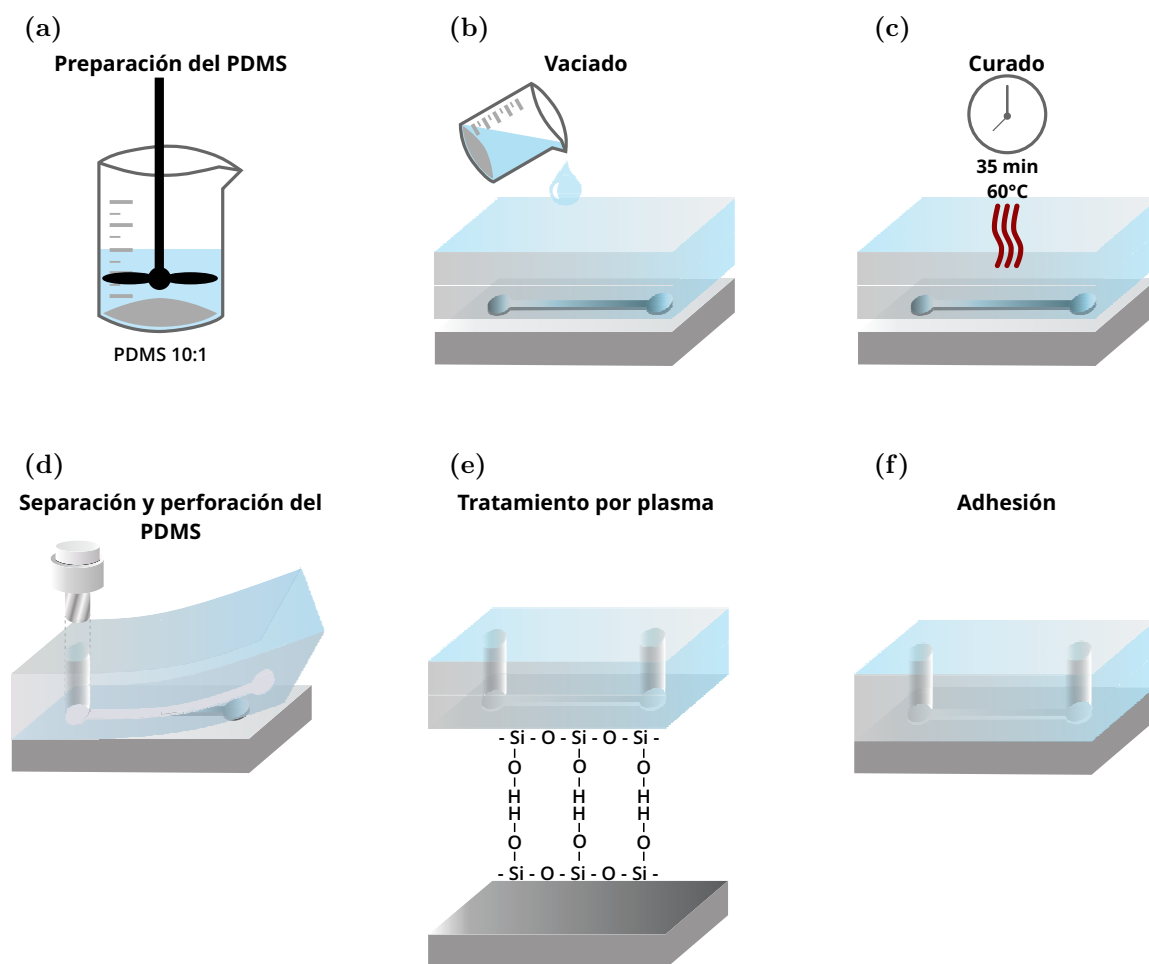 (a)
Preparación del PDMS
PDMS 10:1
(b)
Vaciado
(c)
Curado
35 min
60°C
(d)
Separación y perforación del
PDMS
(e)
Tratamiento por plasma
- Si - O - Si - O - Si -
O O O
H H H
H H H
O O O
- Si - O - Si - O - Si -
(f)
Adhesión